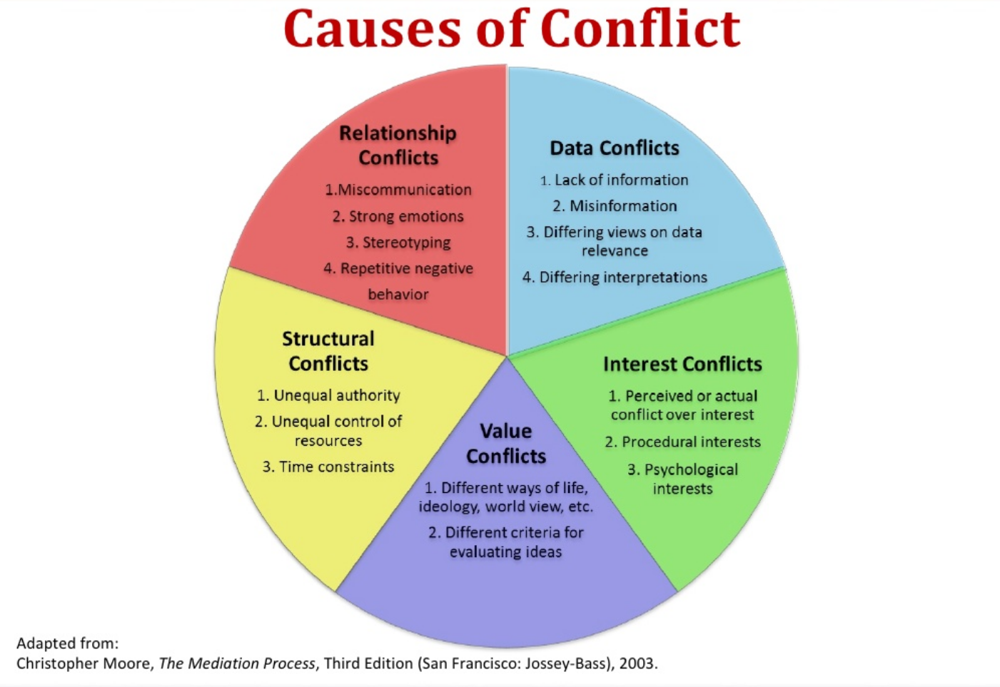 Causes of Conflict
Relationship
Conflicts
1.Miscommunication
2. Strong emotions
3. Stereotyping
4. Repetitive negative
behavior
Data Conflicts
1. Lack of information
2. Misinformation
3. Differing views on data
relevance
4. Differing interpretations
Structural
Conflicts
1. Unequal authority
2. Unequal control of
resources
3. Time constraints
Value
Conflicts
1. Different ways of life,
ideology, world view, etc.
2. Different criteria for
evaluating ideas
Interest Conflicts
1. Perceived or actual
conflict over interest
2. Procedural interests
3. Psychological
interests
Adapted from:
Christopher Moore, The Mediation Process, Third Edition (San Francisco: Jossey-Bass), 2003.